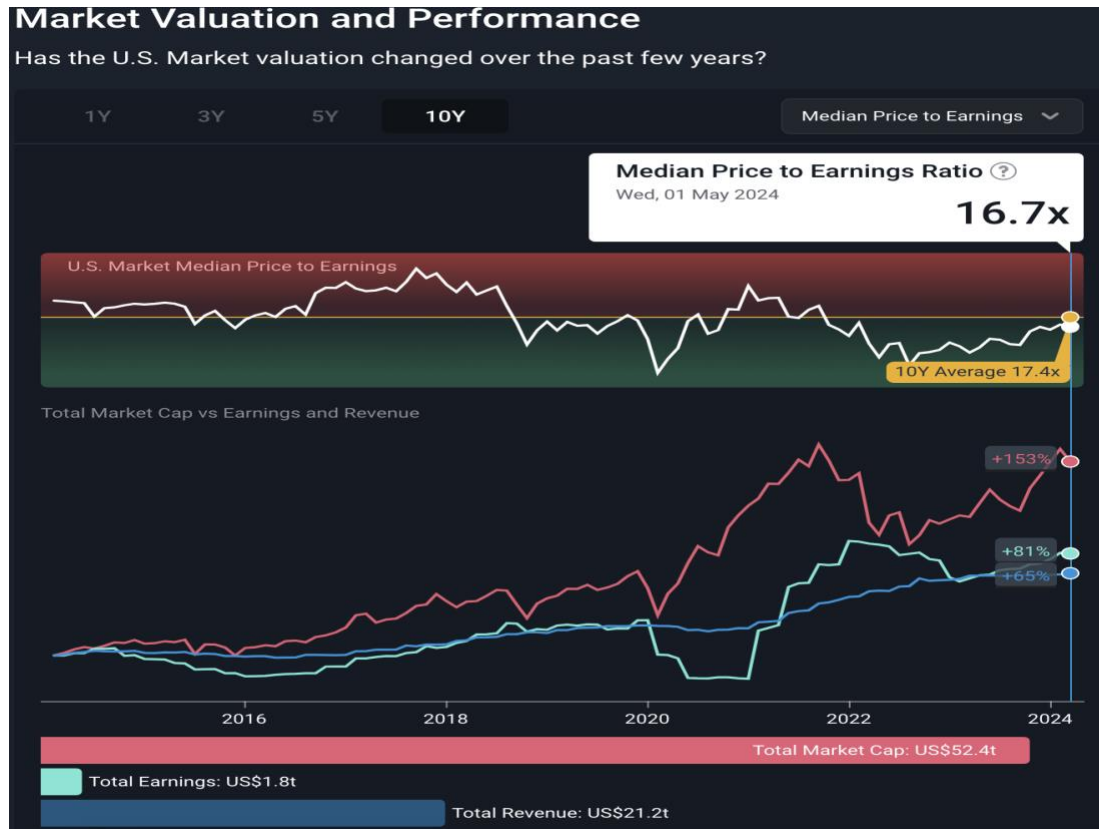 Market Valuation and Performance
Has the U.S. Market valuation changed over the past few years?
1Y 3Y 5Y 10Y Median Price to Earnings
Median Price to Earnings Ratio ?
Wed, 01 May 2024
16.7x
U.S. Market Median Price to Earnings
10Y Average 17.4x
Total Market Cap vs Earnings and Revenue
+153%
+81%
+65%
2016 2018 2020 2022 2024
Total Market Cap: US$52.4t
Total Earnings: US$1.8t
Total Revenue: US$21.2t